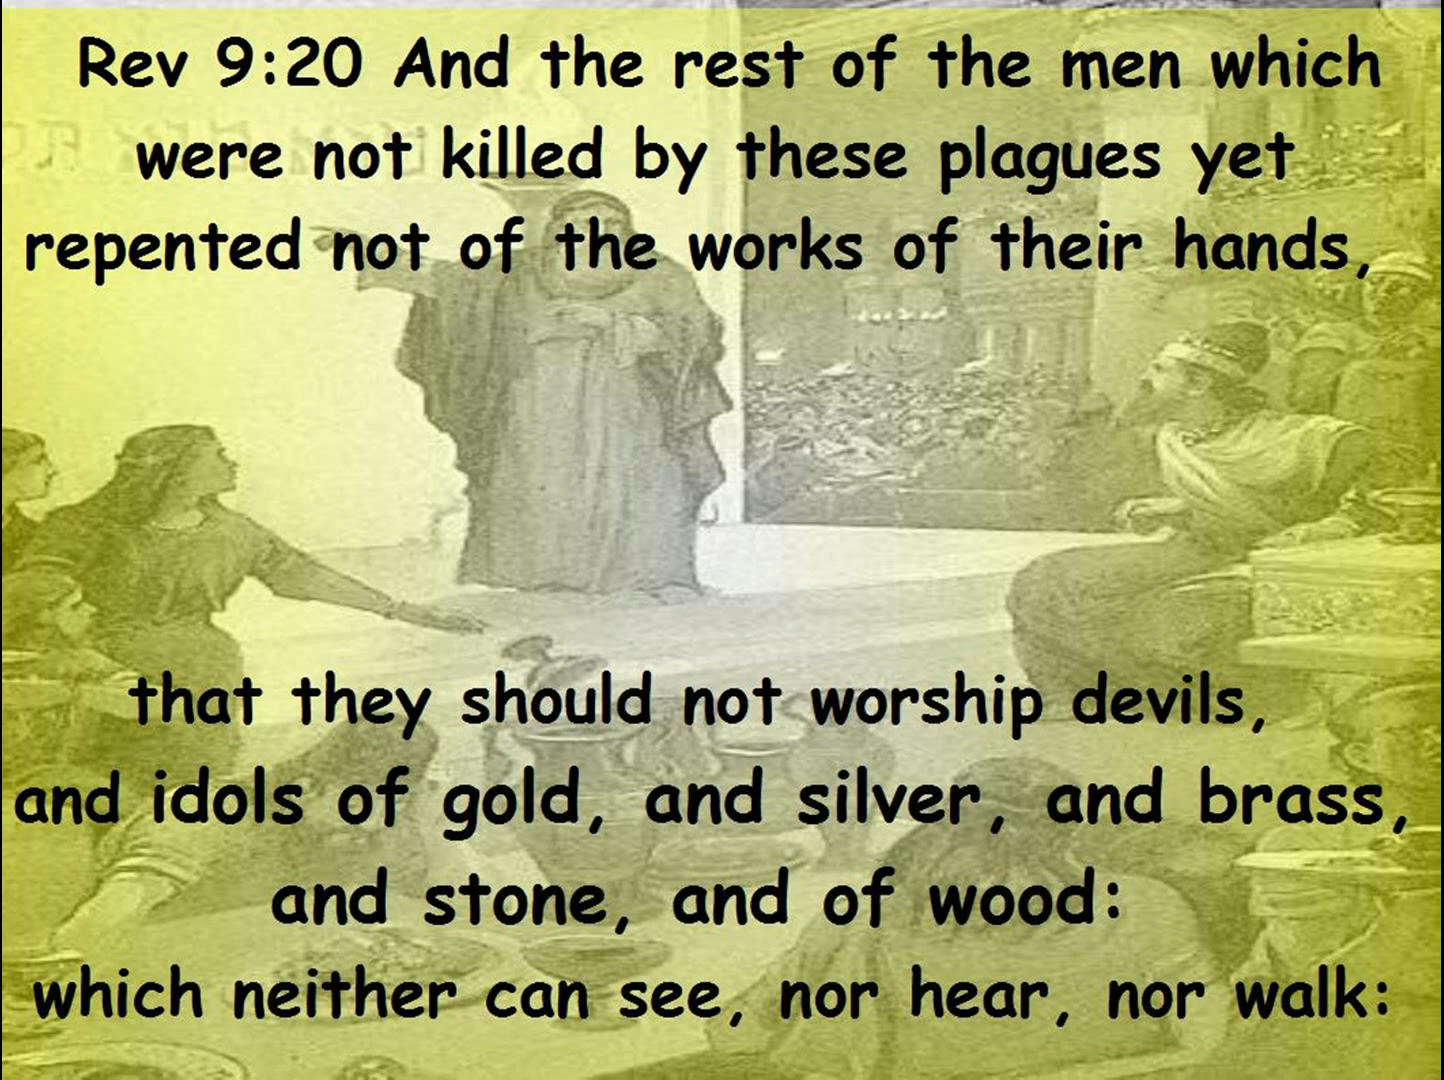 Rev 9:20 And the rest of the men which
were not killed by these plagues yet
repented not of the works of their hands,
that they should not worship devils,
and idols of gold, and silver, and brass,
and stone, and of wood:
which neither can see, nor hear, nor walk: